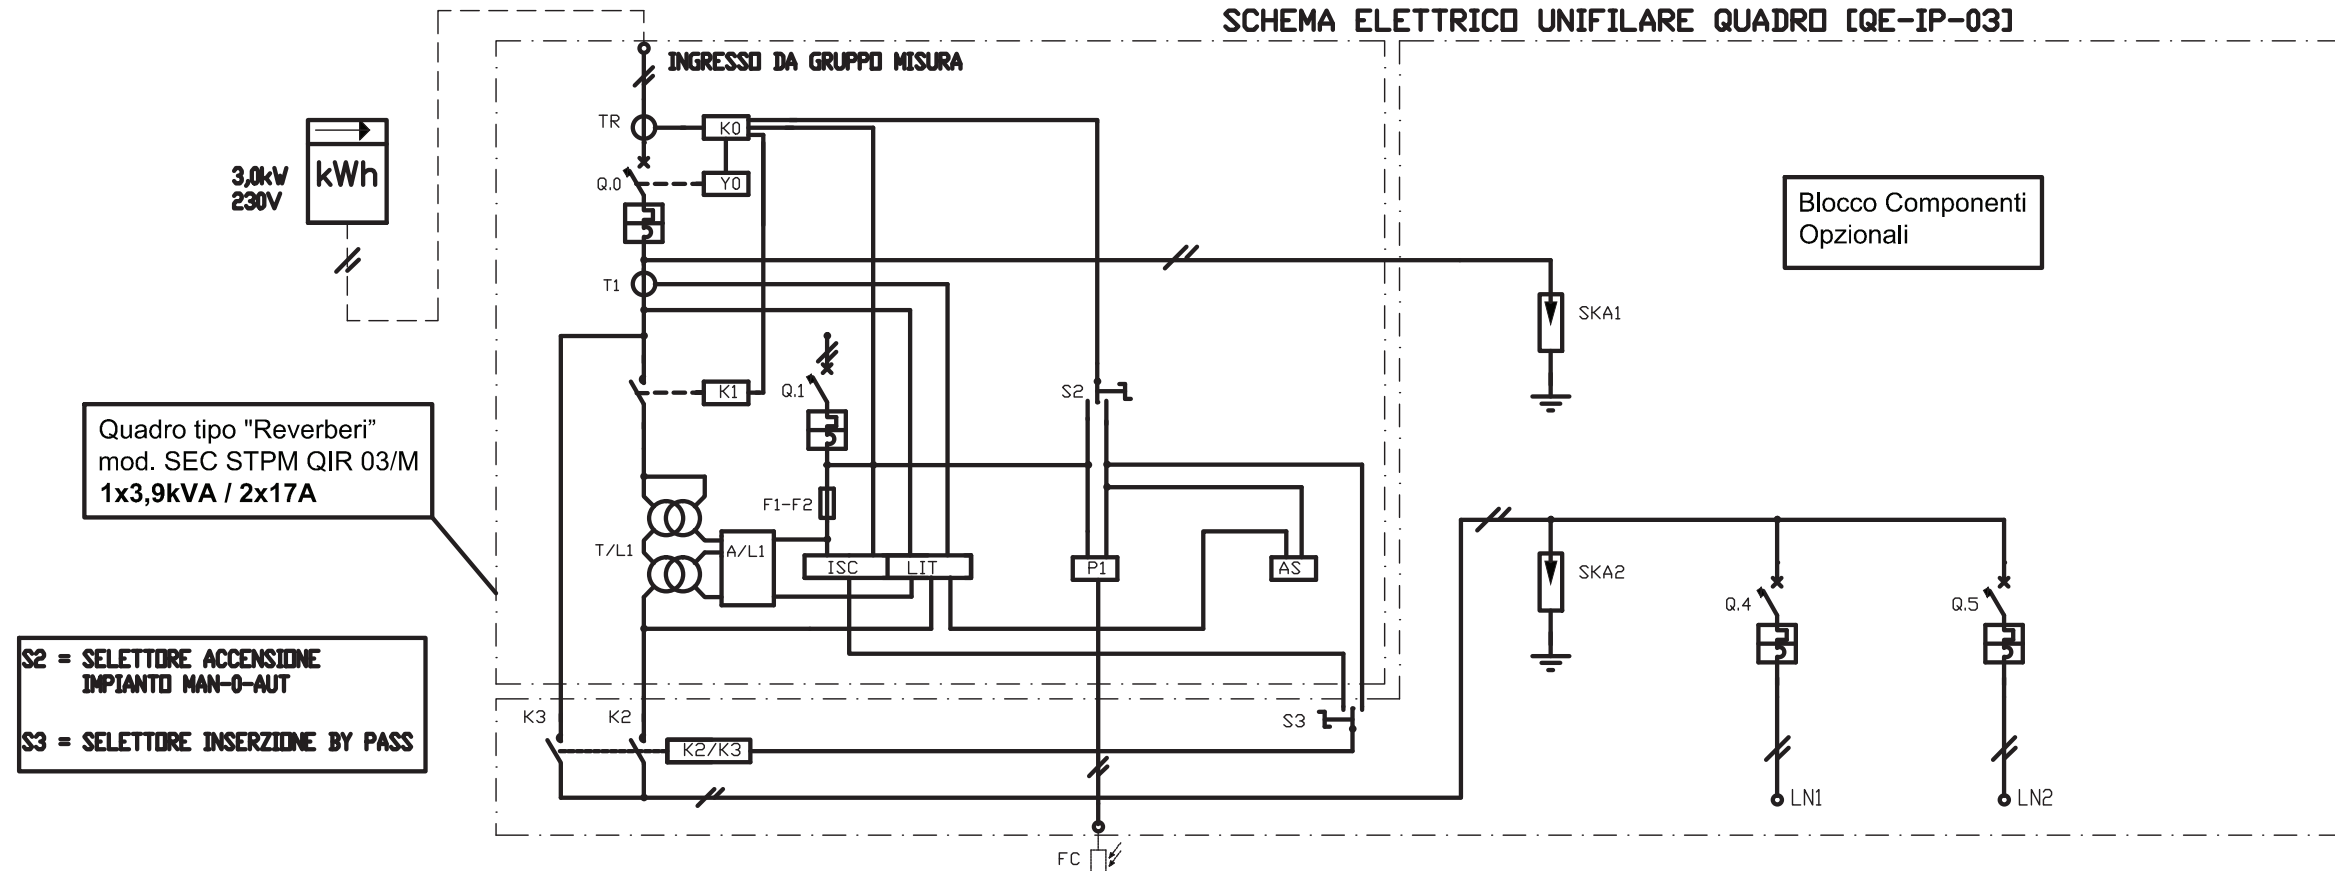 SCHEMA ELETTRICO UNIFILARE QUADRO [QE-IP-03]
INGRESSO DA GRUPPO MISURA
TR
K0
kWh
3,0kW
230V
Q.0
Y0
Blocco Componenti
Opzionali
T1
SKA1
K1
Q.1
S2
Quadro tipo "Reverberi”
mod. SEC STPM QIR 03/M
1x3,9kVA / 2x17A
F1-F2
T/L1
A/L1
ISC
LIT
P1
AS
SKA2
Q.4
Q.5
S2 = SELETTORE ACCENSIONE
IMPIANTO MAN-0-AUT
S3 = SELETTORE INSERZIONE BY PASS
K3
K2
S3
K2/K3
LN1
LN2
FC